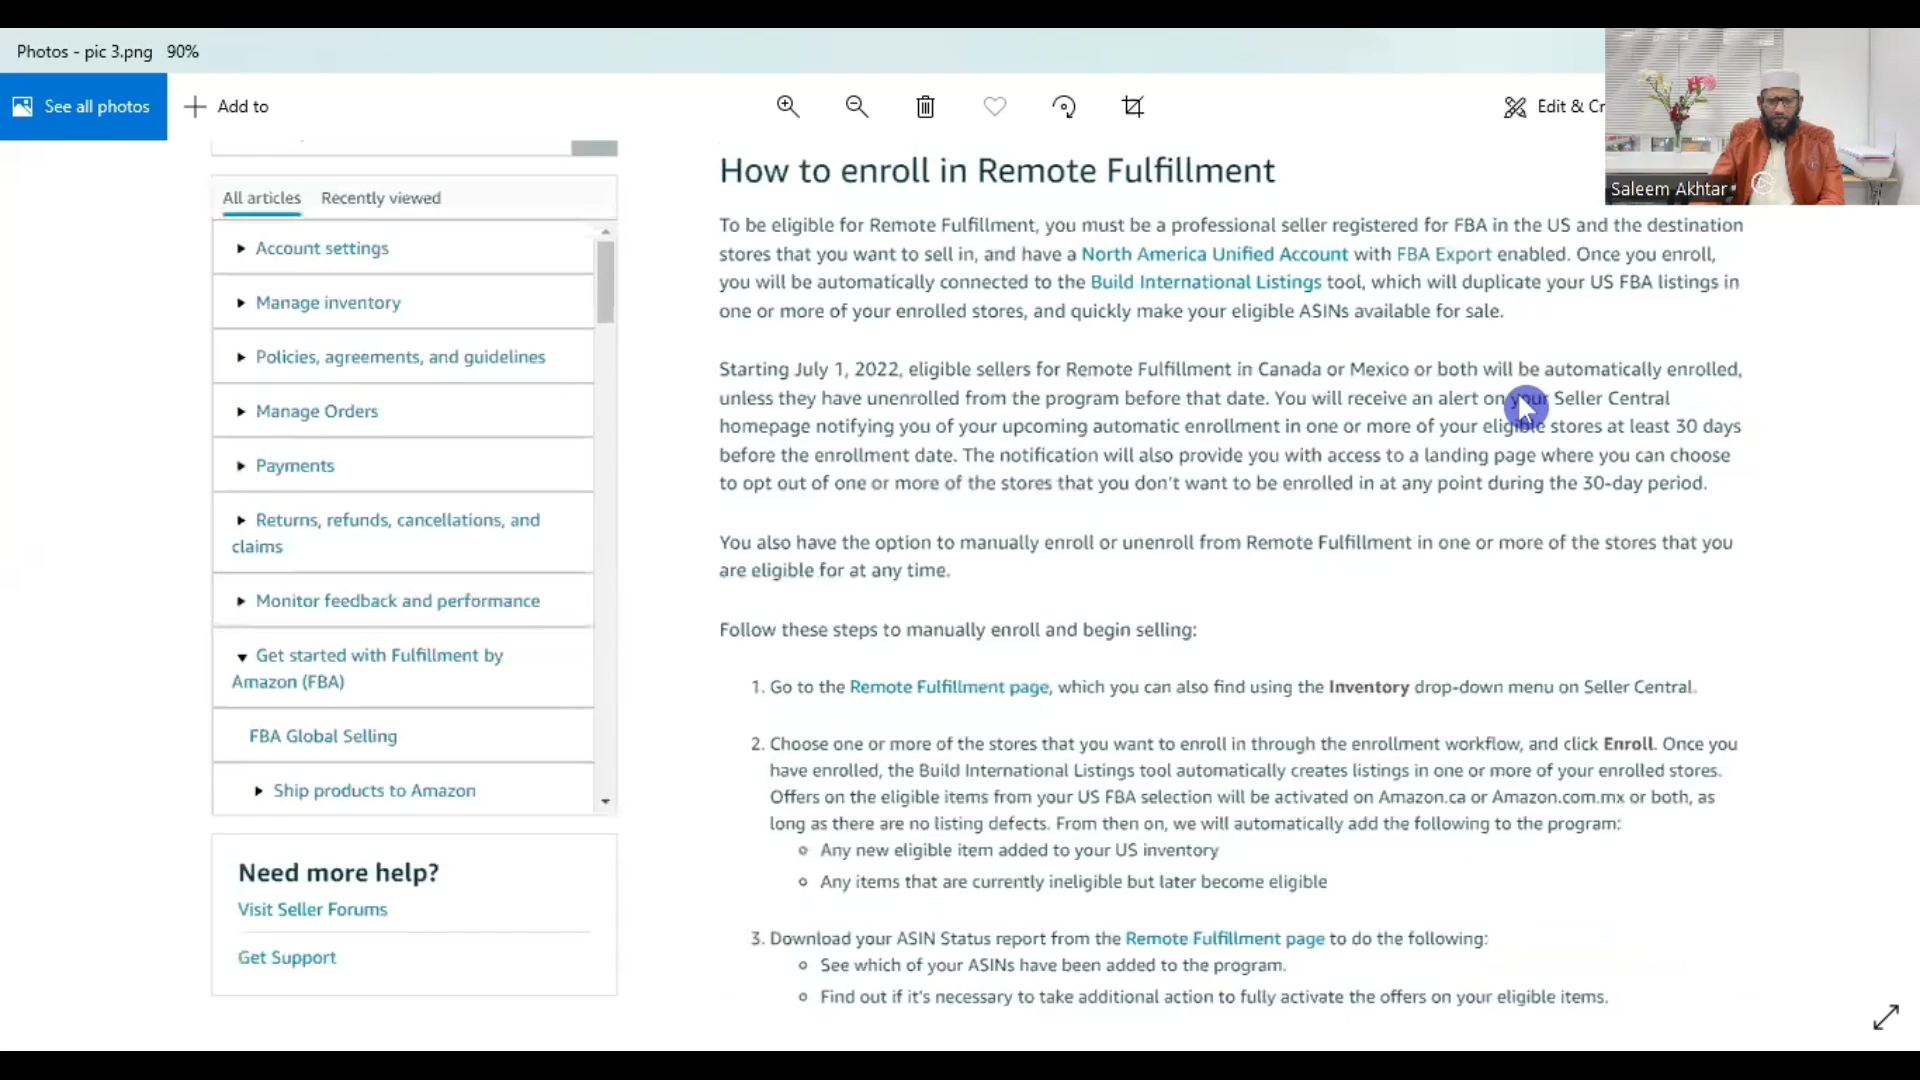 Photos - pic 3.png 90%
See all photos
Add to
Edit & Cr
Saleem Akhtar
All articles Recently viewed
Account settings
Manage inventory
Policies, agreements, and guidelines
Manage Orders
Payments
Returns, refunds, cancellations, and
claims
Monitor feedback and performance
Get started with Fulfillment by
Amazon (FBA)
FBA Global Selling
Ship products to Amazon
Need more help?
Visit Seller Forums
Get Support
How to enroll in Remote Fulfillment
To be eligible for Remote Fulfillment, you must be a professional seller registered for FBA in the US and the destination
stores that you want to sell in, and have a North America Unified Account with FBA Export enabled. Once you enroll,
you will be automatically connected to the Build International Listings tool, which will duplicate your US FBA listings in
one or more of your enrolled stores, and quickly make your eligible ASINs available for sale.
Starting July 1, 2022, eligible sellers for Remote Fulfillment in Canada or Mexico or both will be automatically enrolled,
unless they have unenrolled from the program before that date. You will receive an alert on your Seller Central
homepage notifying you of your upcoming automatic enrollment in one or more of your eligible stores at least 30 days
before the enrollment date. The notification will also provide you with access to a landing page where you can choose
to opt out of one or more of the stores that you don't want to be enrolled in at any point during the 30-day period.
You also have the option to manually enroll or unenroll from Remote Fulfillment in one or more of the stores that you
are eligible for at any time.
Follow these steps to manually enroll and begin selling:
1. Go to the Remote Fulfillment page, which you can also find using the Inventory drop-down menu on Seller Central.
2. Choose one or more of the stores that you want to enroll in through the enrollment workflow, and click Enroll. Once you
have enrolled, the Build International Listings tool automatically creates listings in one or more of your enrolled stores.
Offers on the eligible items from your US FBA selection will be activated on Amazon.ca or Amazon.com.mx or both, as
long as there are no listing defects. From then on, we will automatically add the following to the program:
Any new eligible item added to your US inventory
Any items that are currently ineligible but later become eligible
3. Download your ASIN Status report from the Remote Fulfillment page to do the following:
See which of your ASINs have been added to the program.
Find out if it's necessary to take additional action to fully activate the offers on your eligible items.